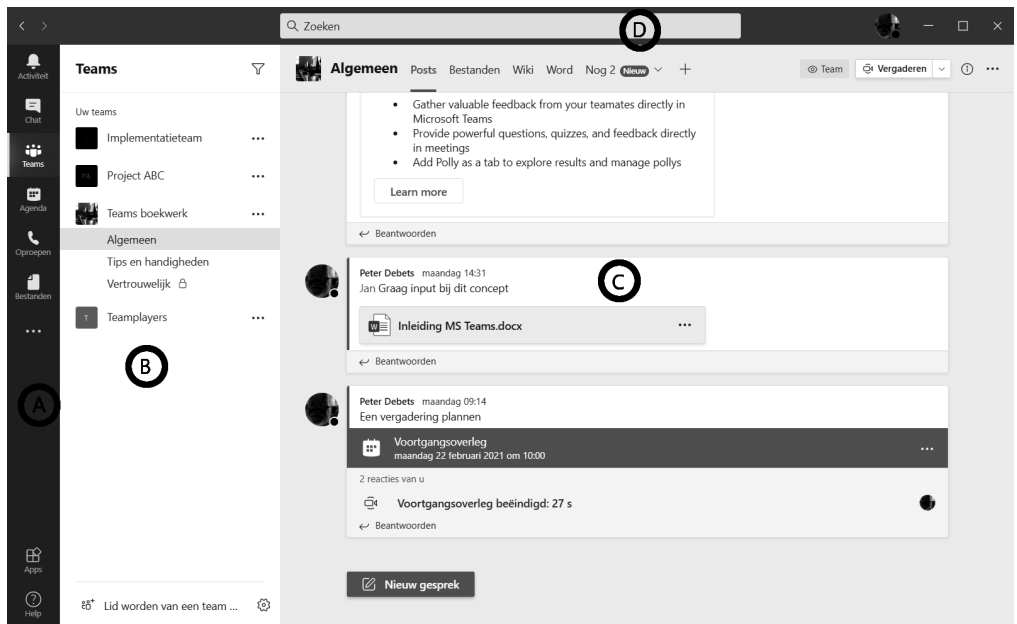 Zoeken
D
Activiteit
Chat
Teams
Agenda
Oproepen
Bestanden
A
Apps
Help
Teams
Uw teams
Implementatieteam
Project ABC
Teams boekwerk
Algemeen
Tips en handigheden
Vertrouwelijk
T Teamplayers
B
Lid worden van een team ...
Algemeen Posts Bestanden Wiki Word Nog 2 Nieuw Team Vergaderen
• Gather valuable feedback from your teamates directly in
Microsoft Teams
• Provide powerful questions, quizzes, and feedback directly
in meetings
• Add Polly as a tab to explore results and manage pollys
Learn more
Beantwoorden
Peter Debets maandag 14:31
Jan Graag input bij dit concept
C
W Inleiding MS Teams.docx
Beantwoorden
Peter Debets maandag 09:14
Een vergadering plannen
Voortgangsoverleg
maandag 22 februari 2021 om 10:00
2 reacties van u
Voortgangsoverleg beëindigd: 27 s
Beantwoorden
Nieuw gesprek